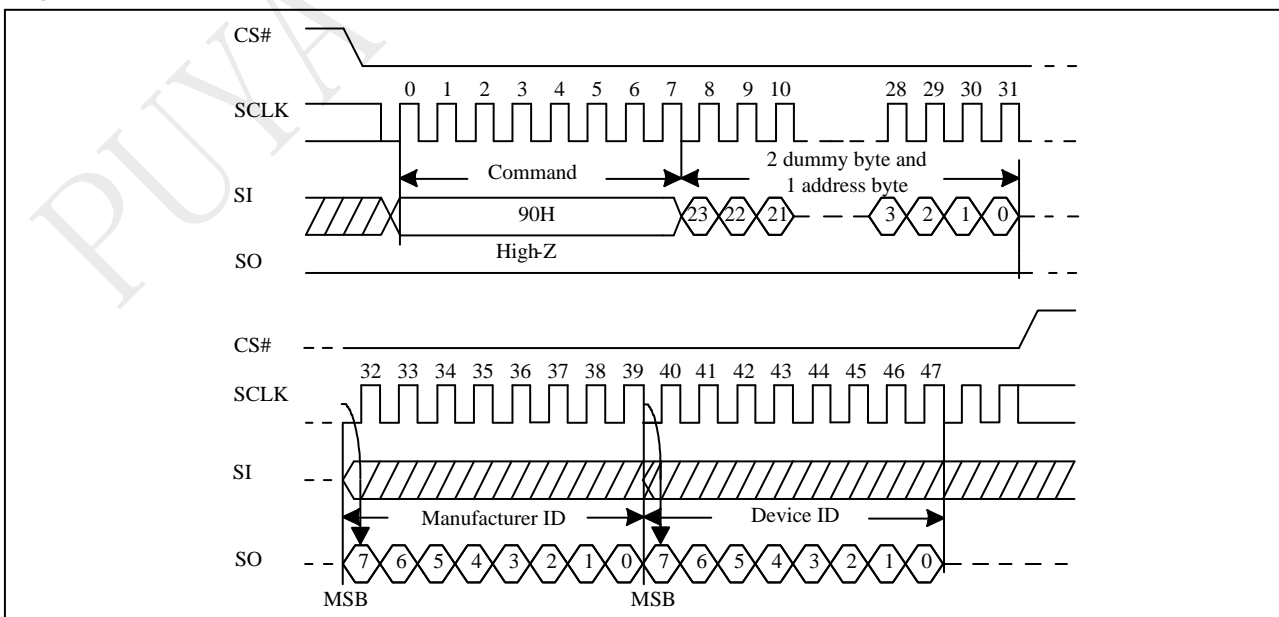 PUYA
CS#
0 1 2 3 4 5 6 7 8 9 10 28 29 30 31
SCLK
Command
2 dummy byte and
1 address byte
SI
90H
23 22 21 3 2 1 0
High-Z
SO
CS#
32 33 34 35 36 37 38 39 40 41 42 43 44 45 46 47
SCLK
SI
Manufacturer ID Device ID
SO
7 6 5 4 3 2 1 0 7 6 5 4 3 2 1 0
MSB MSB